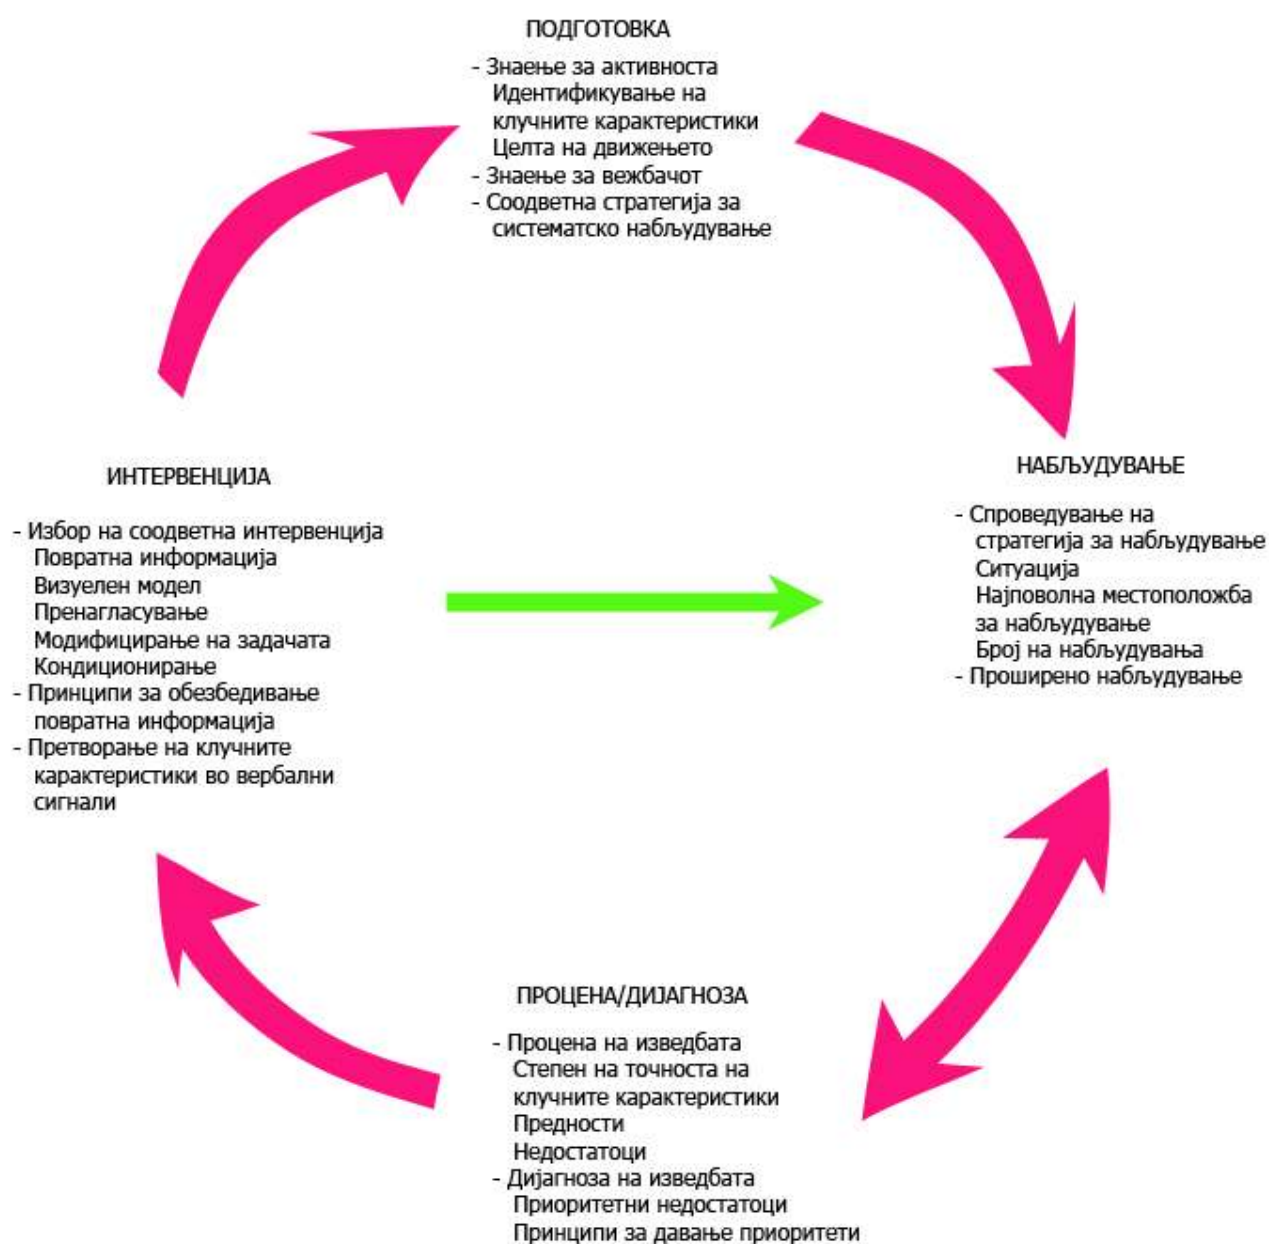 ПОДГОТОВКА
- Знаење за активноста
Идентификување на
клучните карактеристики
Целта на движењето
- Знаење за вежбачот
- Соодветна стратегија за
систематско набљудување
ИНТЕРВЕНЦИЈА
- Избор на соодветна интервенција
Повратна информација
Визуелен модел
Пренагласување
Модифицирање на задачата
Кондиционирање
- Принципи за обезбедивање
повратна информација
- Претворање на клучните
карактеристики во вербални
сигнали
НАБЉУДУВАЊЕ
- Спроведување на
стратегија за набљудување
Ситуација
Најповолна местоположба
за набљудување
Број на набљудувања
- Проширено набљудување
ПРОЦЕНА/ДИЈАГНОЗА
- Процена на изведбата
Степен на точноста на
клучните карактеристики
Предности
Недостатоци
- Дијагноза на изведбата
Приоритетни недостатоци
Принципи за давање приоритети